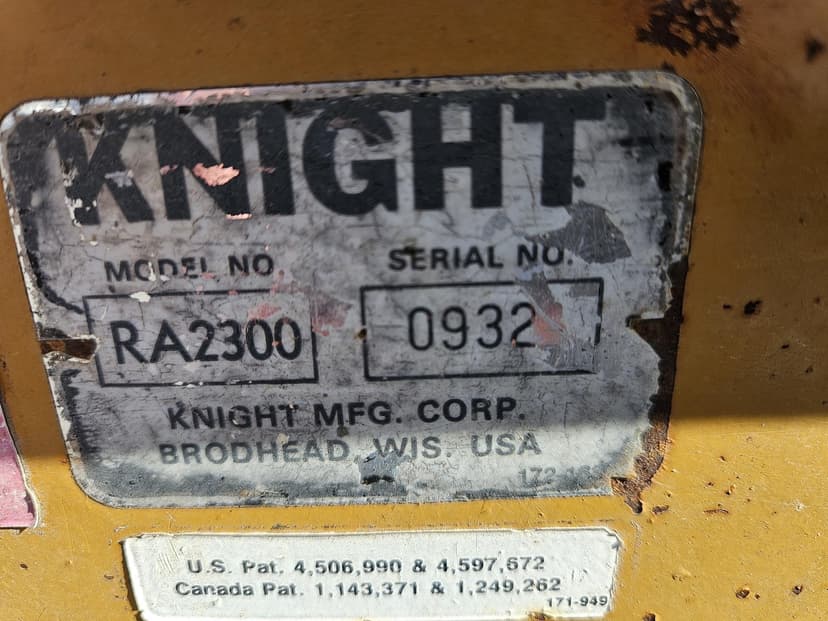 KNIGHT
MODEL NO
SERIAL NO.
RA2300
0932
KNIGHT MFG. CORP.
BRODHEAD, WIS. USA
U.S. Pat. 4,506,990 & 4,597,672
Canada Pat. 1,143,371 & 1,249,262
171-949